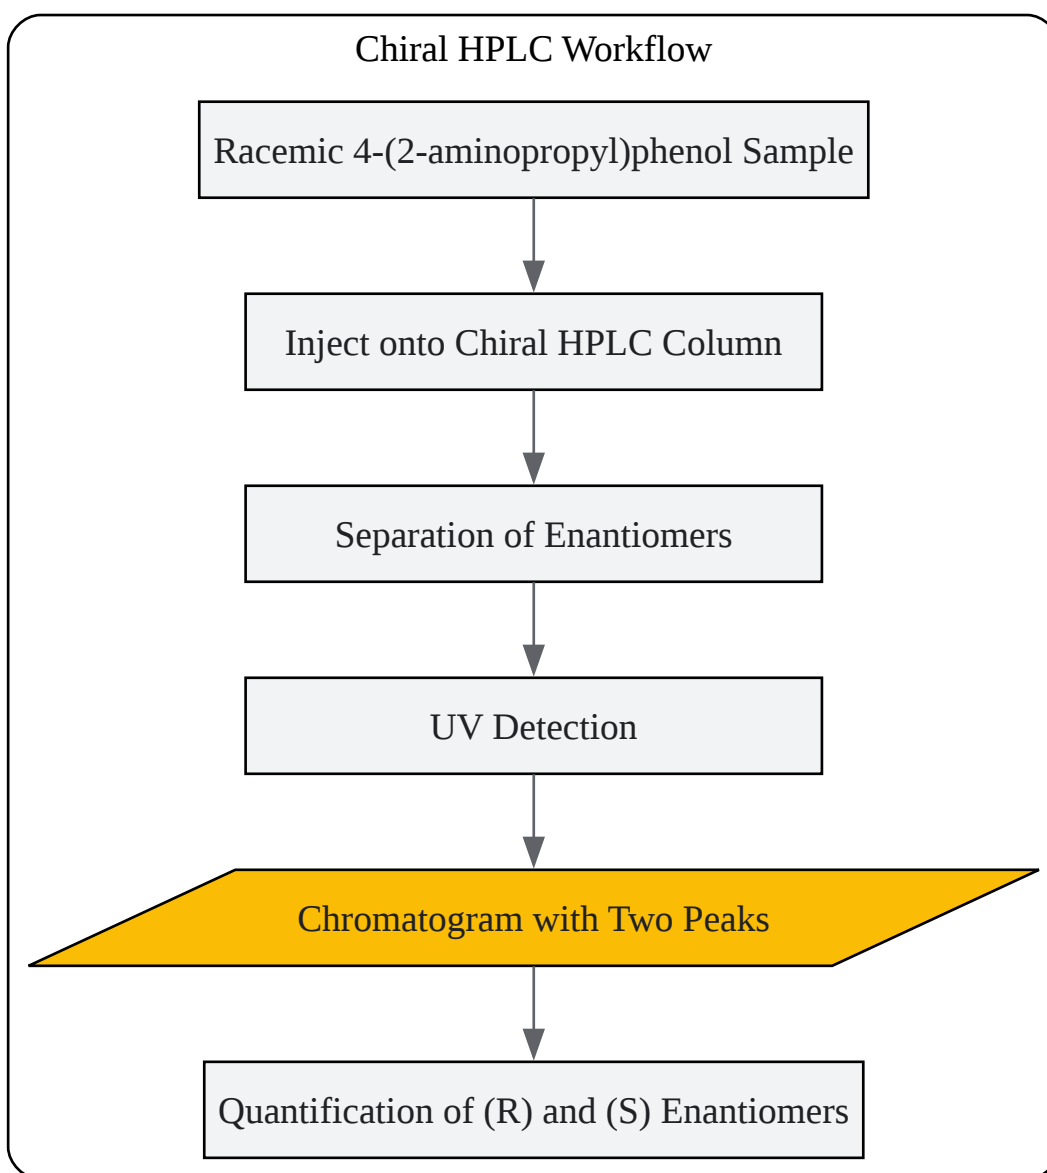 Chiral HPLC Workflow
Racemic 4-(2-aminopropyl)phenol Sample
Inject onto Chiral HPLC Column
Separation of Enantiomers
UV Detection
Chromatogram with Two Peaks
Quantification of (R) and (S) Enantiomers